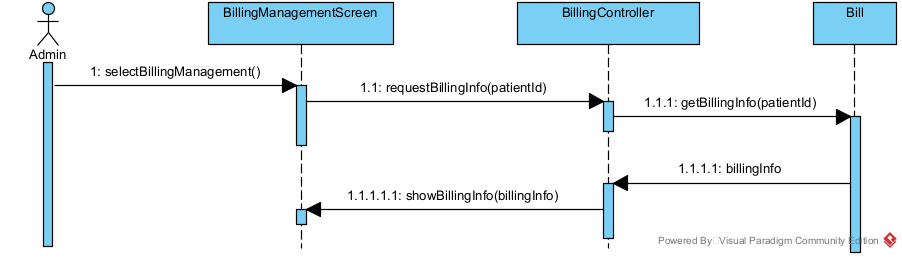 BillingManagementScreen
BillingController
Bill
Admin
1: selectBillingManagement()
1.1: requestBillingInfo(patientId)
1.1.1: getBillingInfo(patientId)
1.1.1.1: billingInfo
1.1.1.1.1: showBillingInfo(billingInfo)
Powered By Visual Paradigm Community Edition